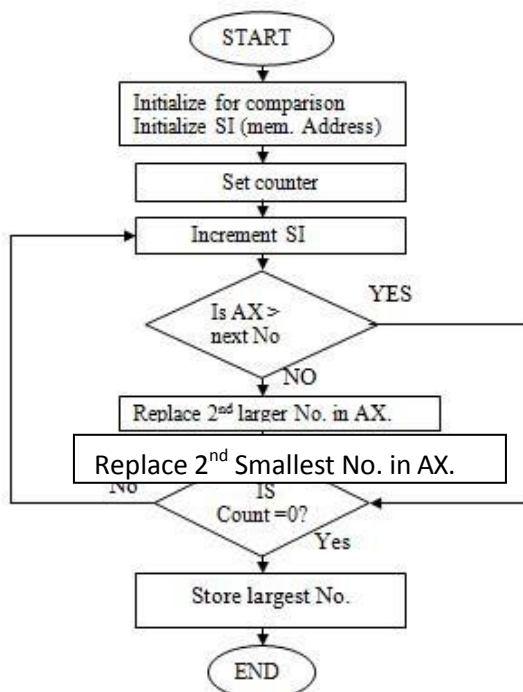 START
Initialize for comparison
Initialize SI (mem. Address)
Set counter
Increment SI
YES
Is AX >
next No
NO
Replace 2nd larger No. in AX.
Replace 2nd Smallest No. in AX.
No
IS
Count =0?
Yes
Store largest No.
END